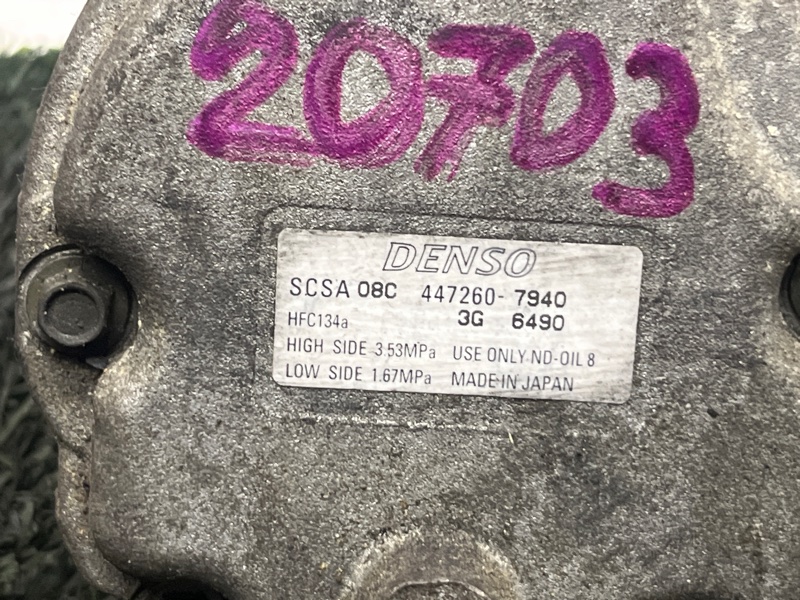 20703
DENSO
SCSA 08C 447260-7940
3G 6490
HFC134a
HIGH SIDE 3.53MPa USE ONLY ND-OIL 8
LOW SIDE 1.67MPa MADE IN JAPAN